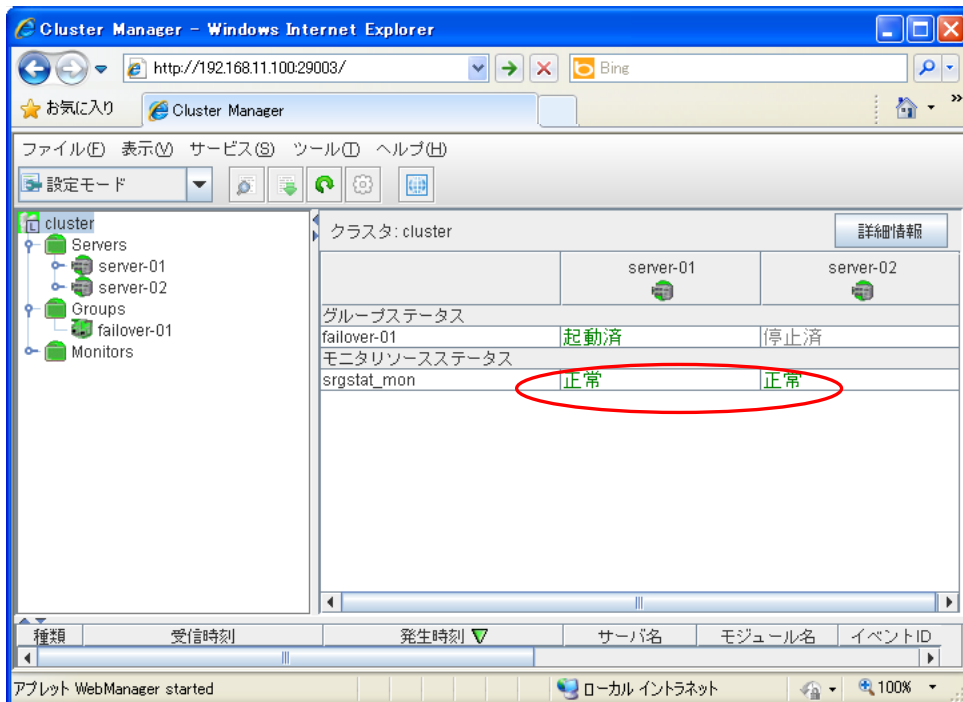 Cluster Manager - Windows Internet Explorer
http://192.168.11.100:29003/
Bing
お気に入り
Cluster Manager
ファイル(F) 表示(V) サービス(S) ツール(T) ヘルプ(H)
設定モード
cluster
Servers
server-01
server-02
Groups
failover-01
Monitors
クラスタ: cluster
詳細情報
server-01 server-02
グループステータス
failover-01 起動済 停止済
モニタリソースステータス
srgstat_mon 正常 正常
種類 受信時刻 発生時刻 サーバ名 モジュール名 イベントID
アプレット WebManager started
ローカル イントラネット
100%